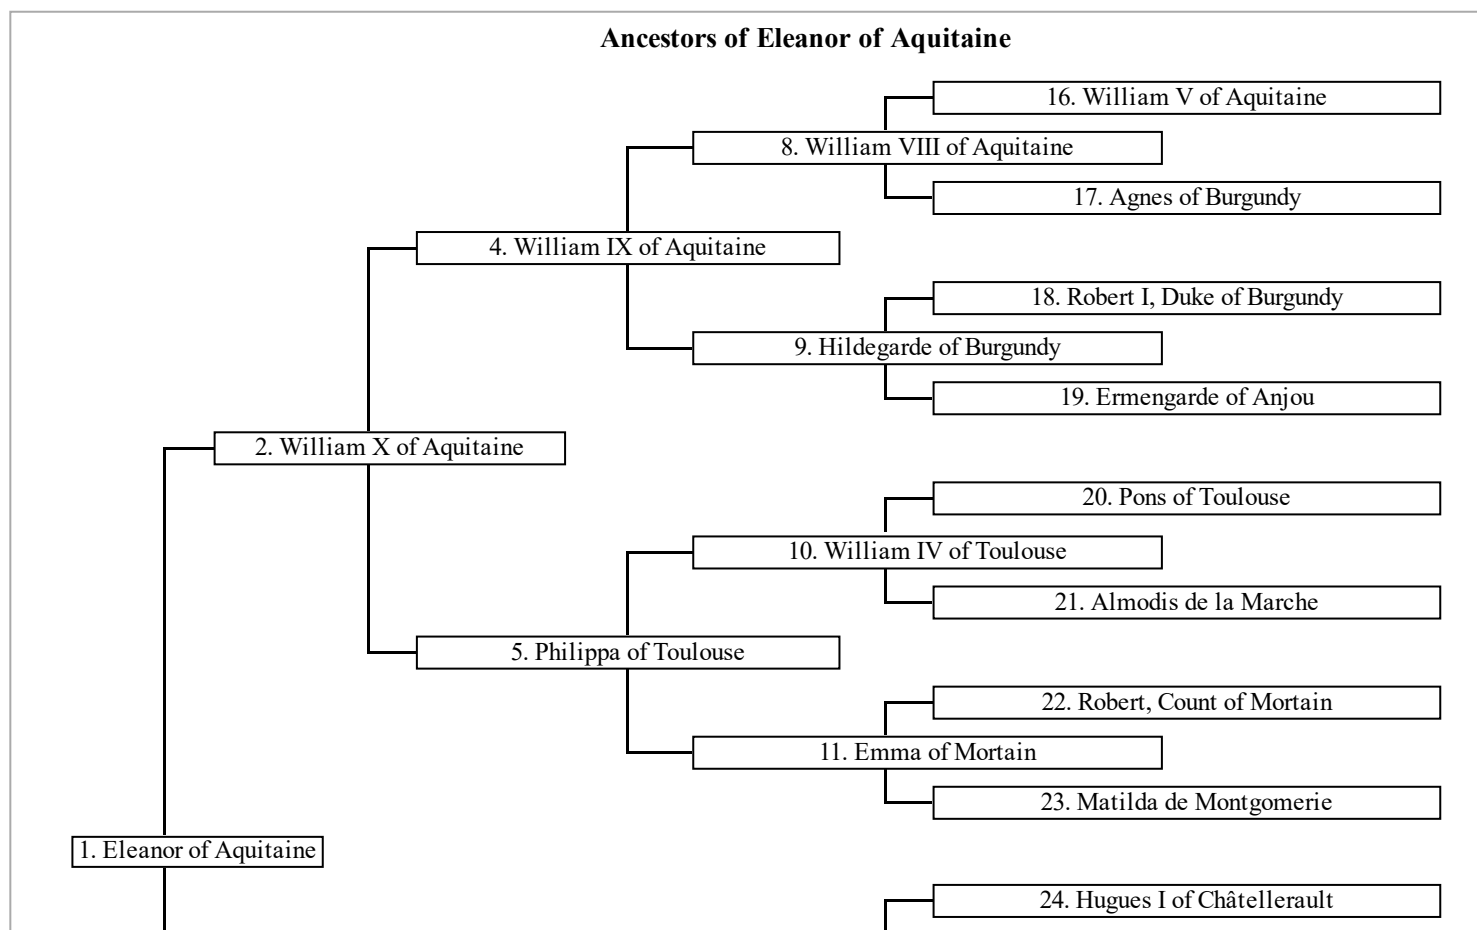 Ancestors of Eleanor of Aquitaine
16. William V of Aquitaine
8. William VIII of Aquitaine
17. Agnes of Burgundy
4. William IX of Aquitaine
18. Robert I, Duke of Burgundy
9. Hildegarde of Burgundy
19. Ermengarde of Anjou
2. William X of Aquitaine
20. Pons of Toulouse
10. William IV of Toulouse
21. Almodis de la Marche
5. Philippa of Toulouse
22. Robert, Count of Mortain
11. Emma of Mortain
23. Matilda de Montgomerie
1. Eleanor of Aquitaine
24. Hugues I of Châtellerault